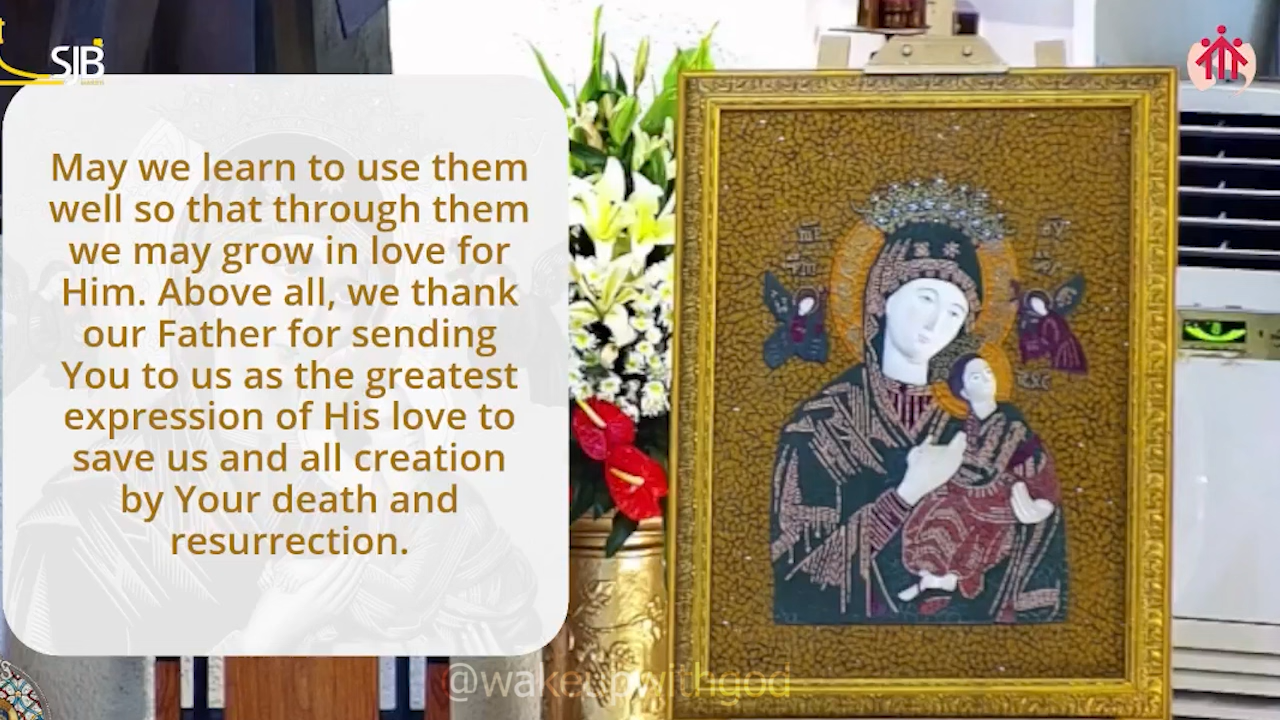 SJB
May we learn to use them
well so that through them
we may grow in love for
Him. Above all, we thank
our Father for sending
You to us as the greatest
expression of His love to
save us and all creation
by Your death and
resurrection.
@wakeupwithgod